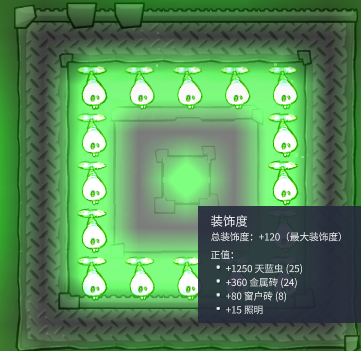 装饰度
总装饰度：+120（最大装饰度）
正值：
• +1250 天蓝虫 (25)
• +360 金属砖 (24)
• +80 窗户砖 (8)
• +15 照明